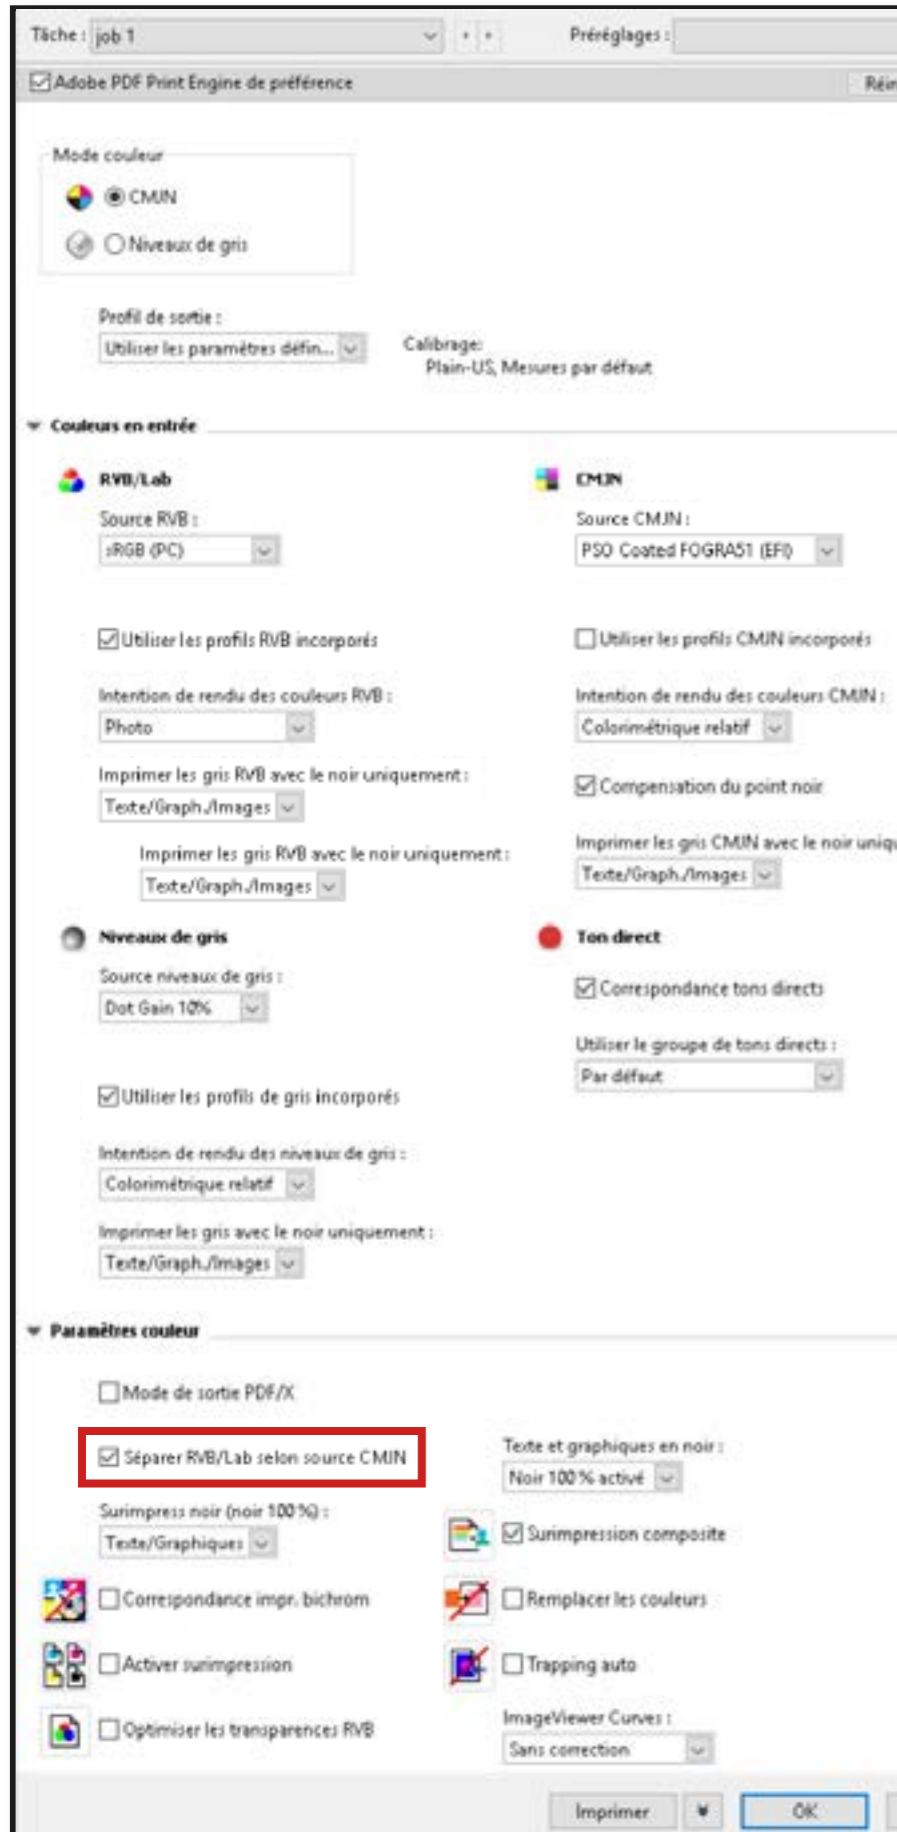 Tâche : job 1 Préréglages :
Adobe PDF Print Engine de préférence
Mode couleur
CMJN
Niveaux de gris
Profil de sortie :
Utiliser les paramètres défin...
Calibrage:
Plain-US, Mesures par défaut
Couleurs en entrée
RVB/Lab
Source RVB :
sRGB (PC)
Utiliser les profils RVB incorporés
Intention de rendu des couleurs RVB :
Photo
Imprimer les gris RVB avec le noir uniquement :
Texte/Graph./Images
Imprimer les gris RVB avec le noir uniquement :
Texte/Graph./Images
CMJN
Source CMJN :
PSO Coated FOGRA51 (EFI)
Utiliser les profils CMJN incorporés
Intention de rendu des couleurs CMJN :
Colorimétrique relatif
Compensation du point noir
Imprimer les gris CMJN avec le noir uniqu
Texte/Graph./Images
Niveaux de gris
Source niveaux de gris :
Dot Gain 10%
Utiliser les profils de gris incorporés
Intention de rendu des niveaux de gris :
Colorimétrique relatif
Imprimer les gris avec le noir uniquement :
Texte/Graph./Images
Ton direct
Correspondance tons directs
Utiliser le groupe de tons directs :
Par défaut
Paramètres couleur
Mode de sortie PDF/X
Séparer RVB/Lab selon source CMJN
Surimpress noir (noir 100%) :
Texte/Graphiques
Correspondance impr. bichrom
Activer surimpression
Optimiser les transparences RVB
Texte et graphiques en noir :
Noir 100 % activé
Surimpression composite
Remplacer les couleurs
Trapping auto
ImageViewer Curves :
Sans correction
Imprimer OK